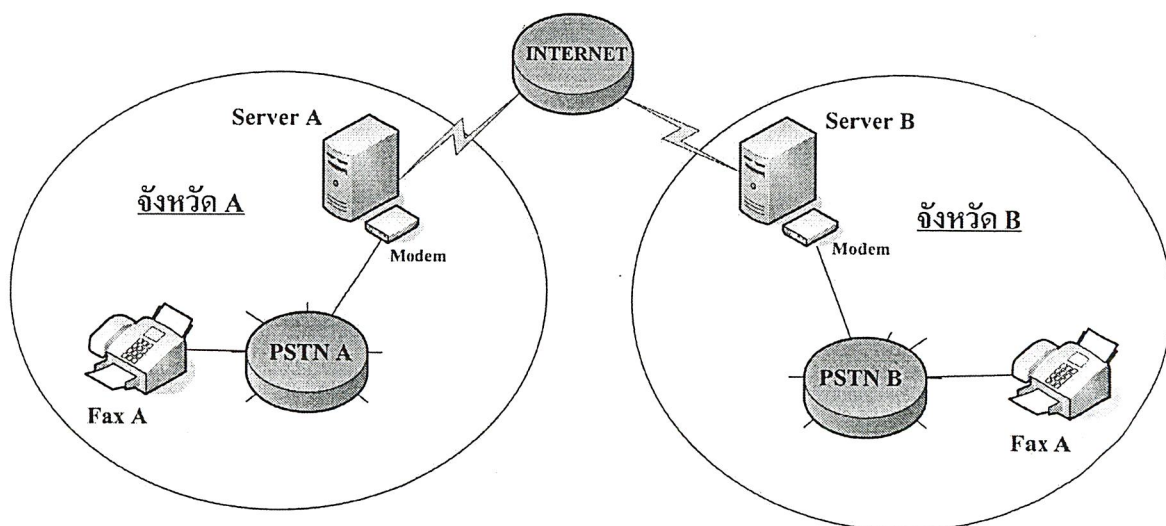 INTERNET
Server A
Server B
จังหวัด A
จังหวัด B
Modem
Modem
PSTN A
PSTN B
Fax A
Fax A